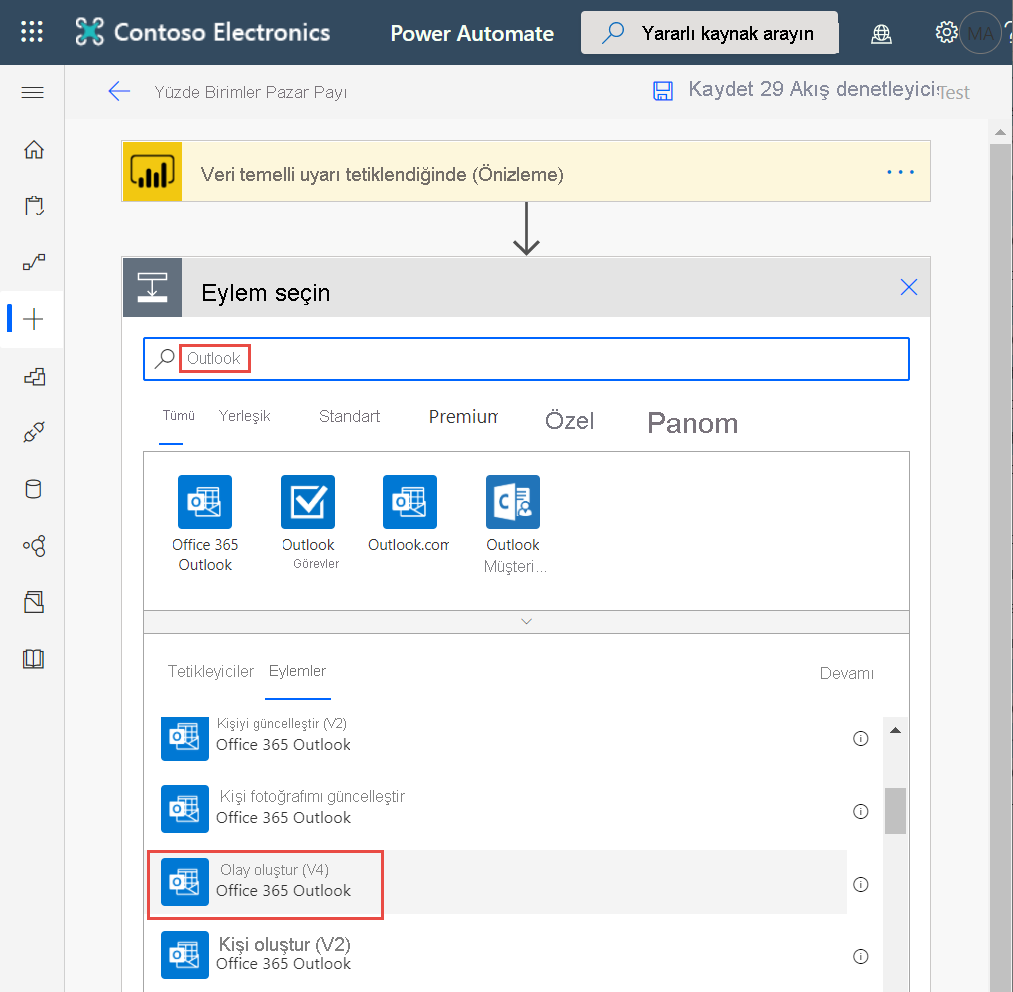 Contoso Electronics
Power Automate
Yararlı kaynak arayın
MA
?
Yüzde Birimler Pazar Payı
Kaydet 29 Akış denetleyici
Test
Veri temelli uyarı tetiklendiğinde (Önizleme)
Eylem seçin
Outlook
Tümü
Yerleşik
Standart
Premium
Özel
Panom
Office 365
Outlook
Outlook
Görevler
Outlook.com
Outlook
Müşteri...
Tetikleyiciler
Eylemler
Devamı
Kişiyi güncelleştir (V2)
Office 365 Outlook
Kişi fotoğrafımı güncelleştir
Office 365 Outlook
Olay oluştur (V4)
Office 365 Outlook
Kişi oluştur (V2)
Office 365 Outlook